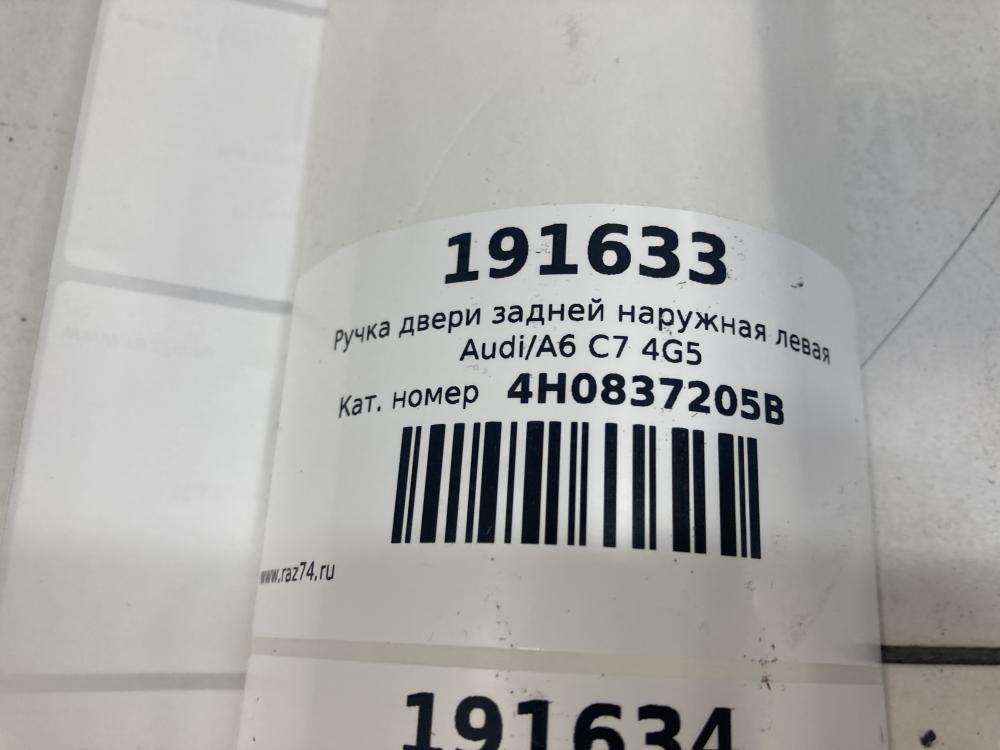 191633
Ручка двери задней наружная левая
Audi/A6 C7 4G5
Кат. номер 4H0837205B
www.raz74.ru
191634